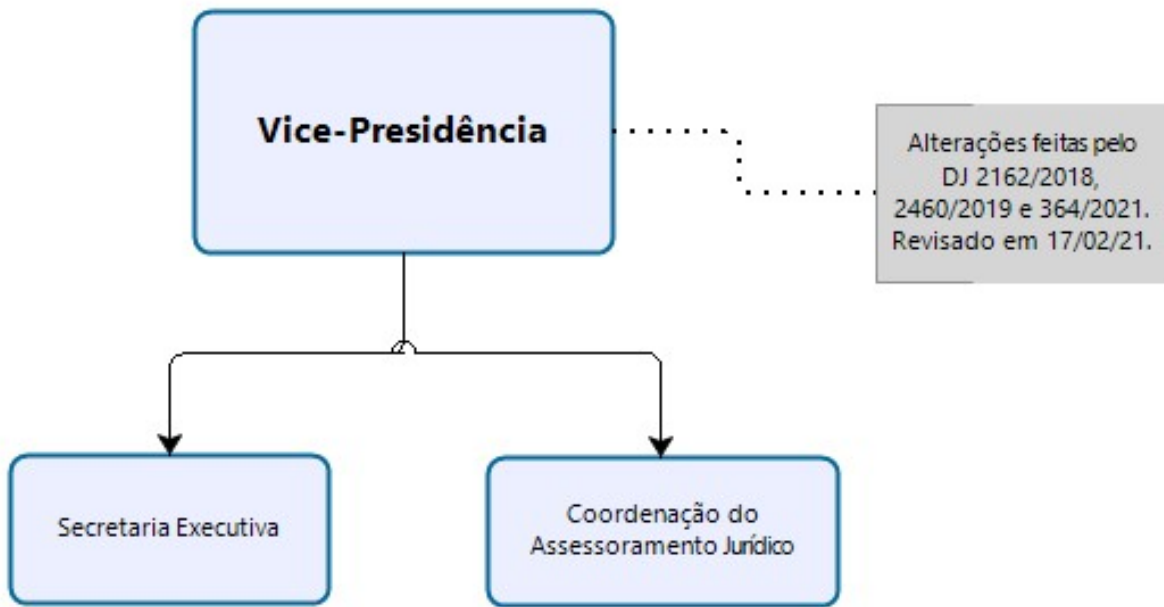 Vice-Presidência
Alterações feitas pelo
DJ 2162/2018,
2460/2019 e 364/2021.
Revisado em 17/02/21.
Secretaria Executiva
Coordenação do
Assessoramento Jurídico